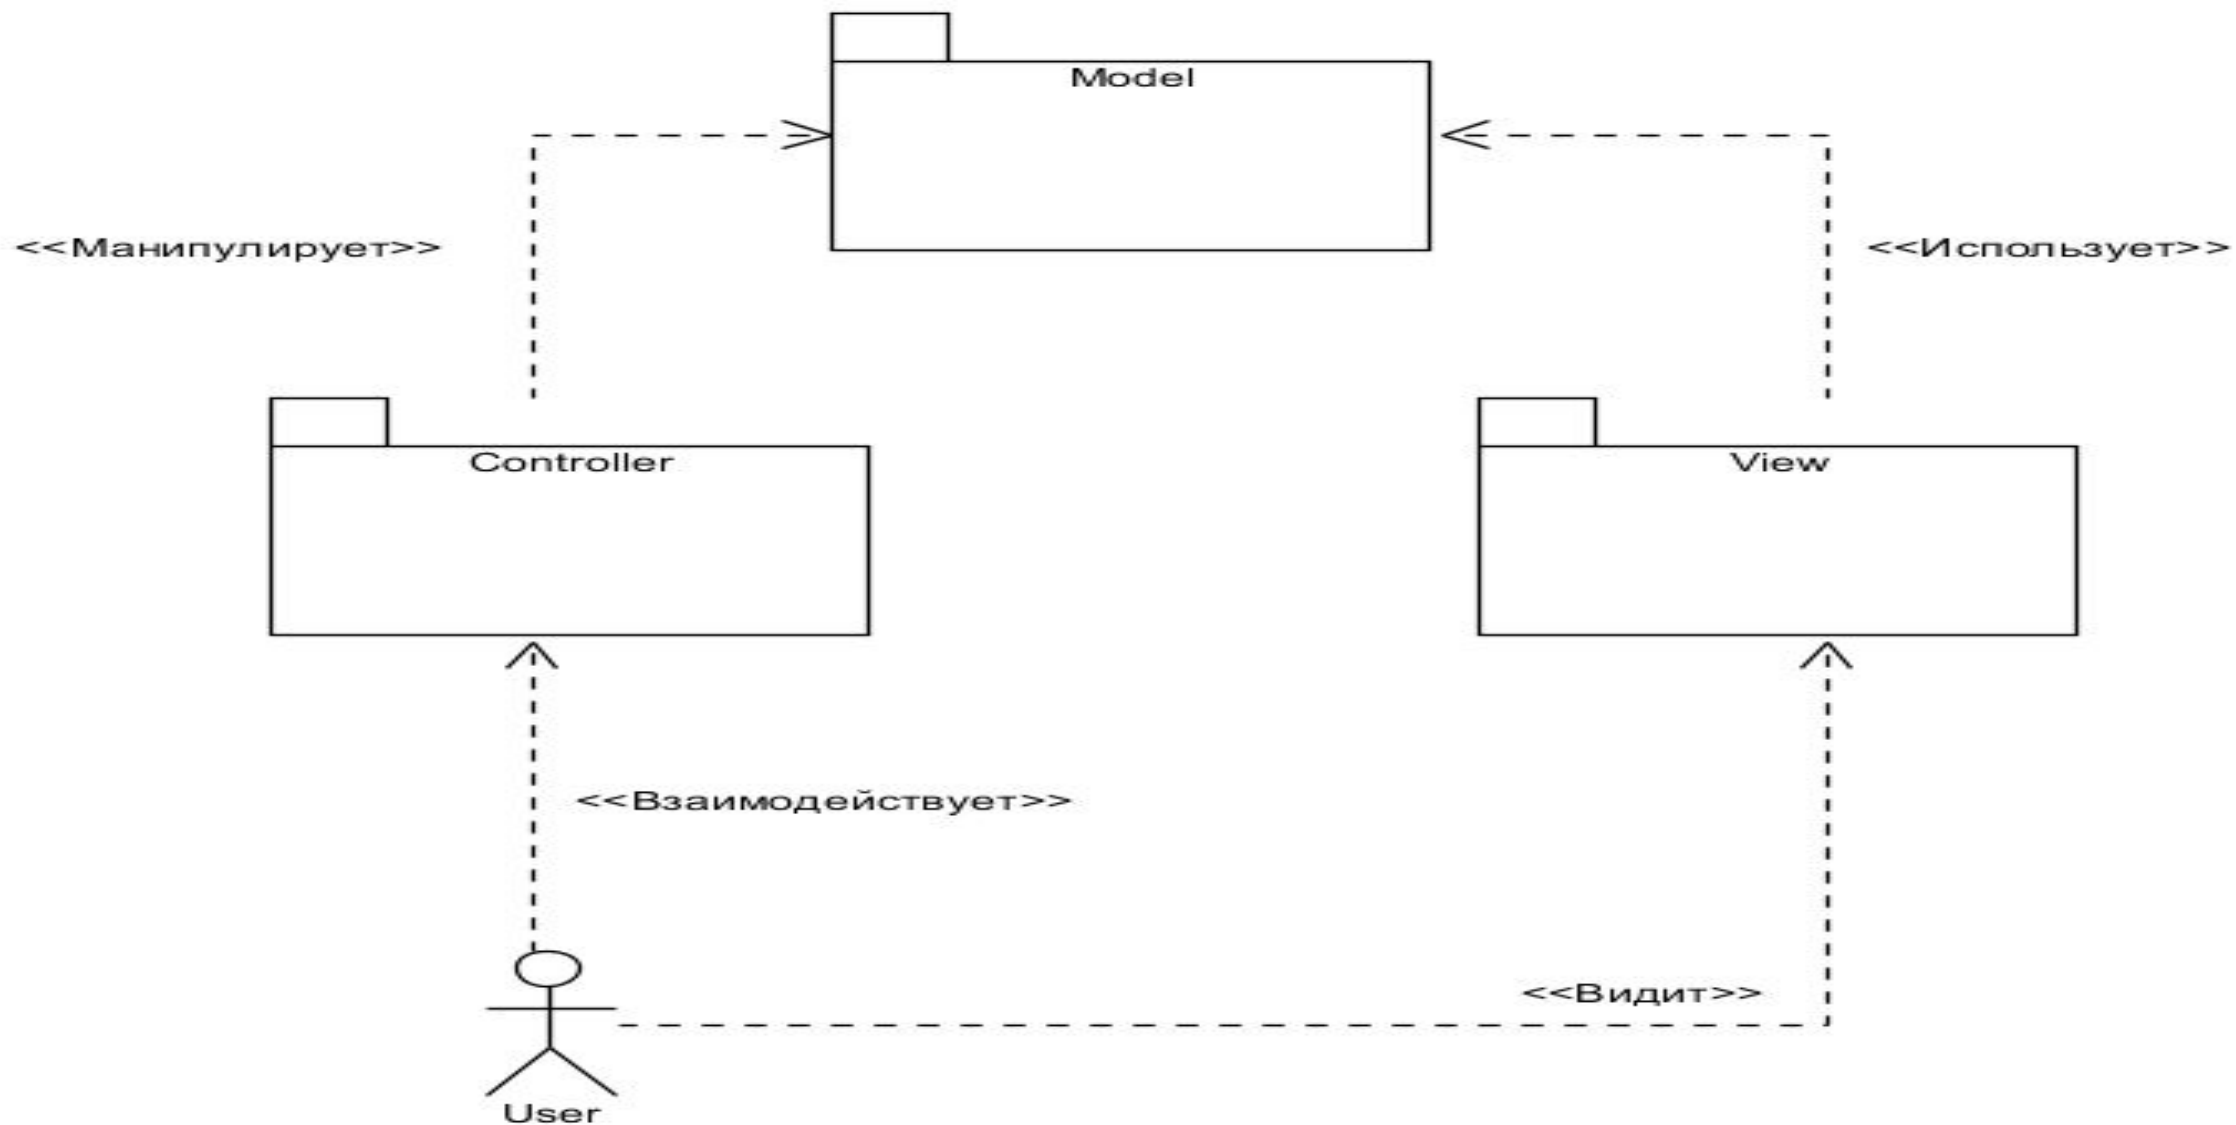 Model
<<Манипулирует>>
<<Использует>>
Controller
View
<<Взаимодействует>>
<<Видит>>
User